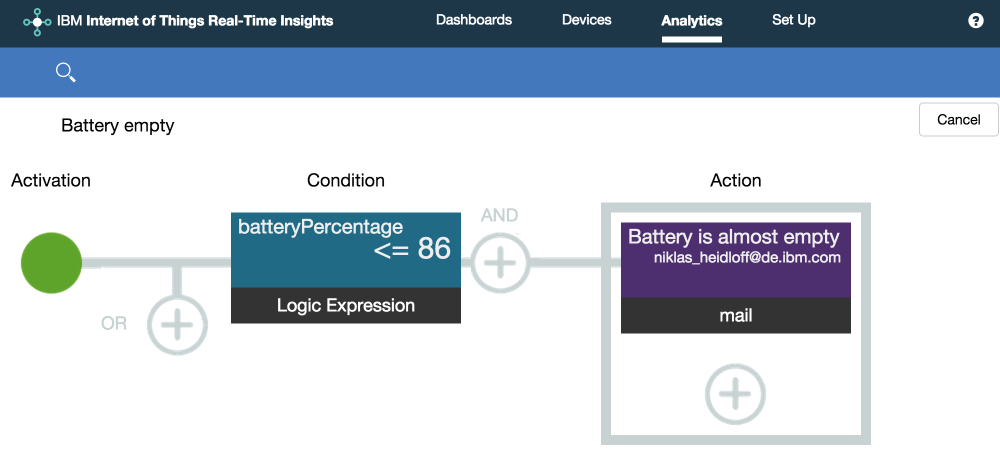 IBM Internet of Things Real-Time Insights
Dashboards
Devices
Analytics
Set Up
?
Battery empty
Cancel
Activation
Condition
Action
batteryPercentage
<= 86
Logic Expression
AND
OR
Battery is almost empty
niklas_heidloff@de.ibm.com
mail